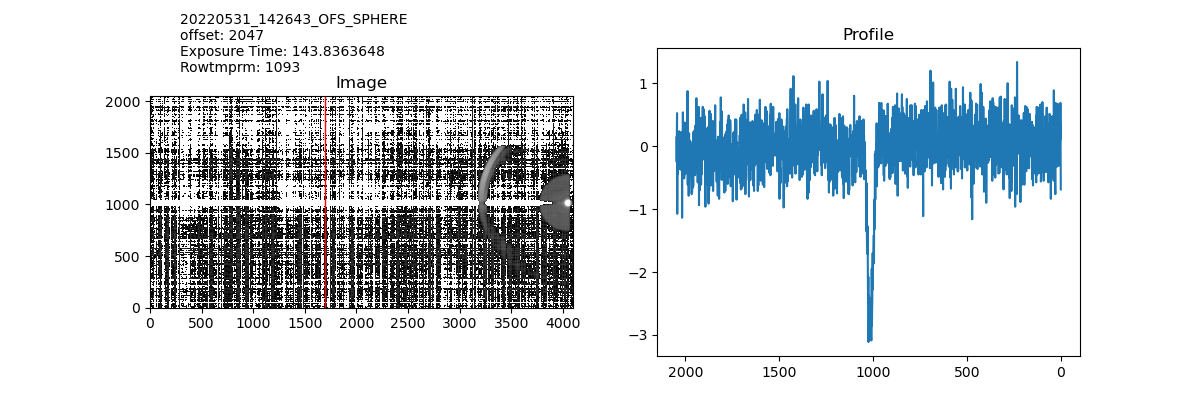 20220531_142643_OFS_SPHERE
offset: 2047
Exposure Time: 143.8363648
Rowtmprm: 1093
Image
2000
1500
1000
500
0
0 500 1000 1500 2000 2500 3000 3500 4000
Profile
1
0
−1
−2
−3
2000 1500 1000 500 0